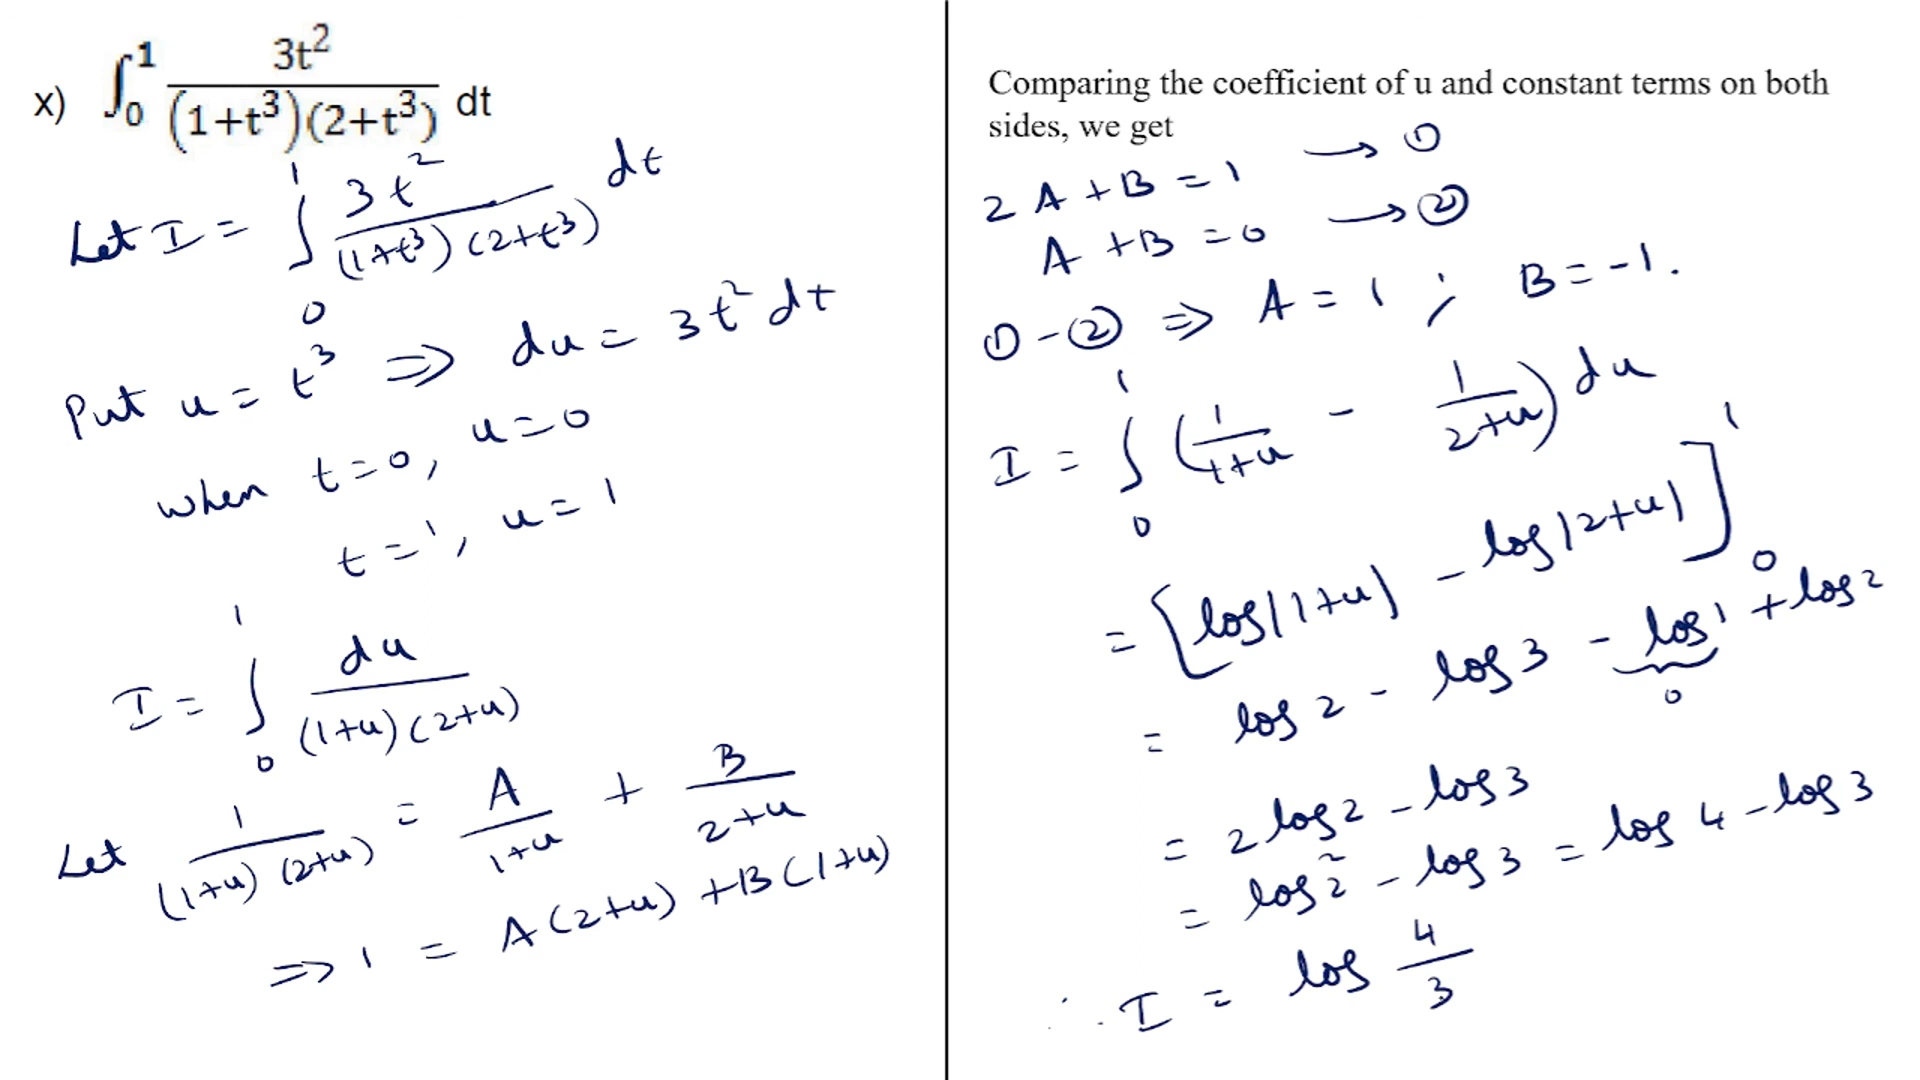 x) ∫₀¹ 3t²/((1+t³)(2+t³)) dt
Let I = ∫₀¹ 3t²/((1+t³)(2+t³)) dt
Put u = t³ ⇒ du = 3t² dt
when t=0, u=0
t=1, u=1
I = ∫₀¹ du/((1+u)(2+u))
Let 1/((1+u)(2+u)) = A/(1+u) + B/(2+u)
⇒ 1 = A(2+u) + B(1+u)
Comparing the coefficient of u and constant terms on both
sides, we get
2A + B = 1 → ①
A + B = 0 → ②
① - ② ⇒ A = 1 ; B = -1.
I = ∫₀¹ (1/(1+u) - 1/(2+u)) du
= [log|1+u| - log|2+u|]₀¹
= log 2 - log 3 - log 1 + log 2
0
= 2 log 2 - log 3
= log 2² - log 3 = log 4 - log 3
∴ I = log 4/3